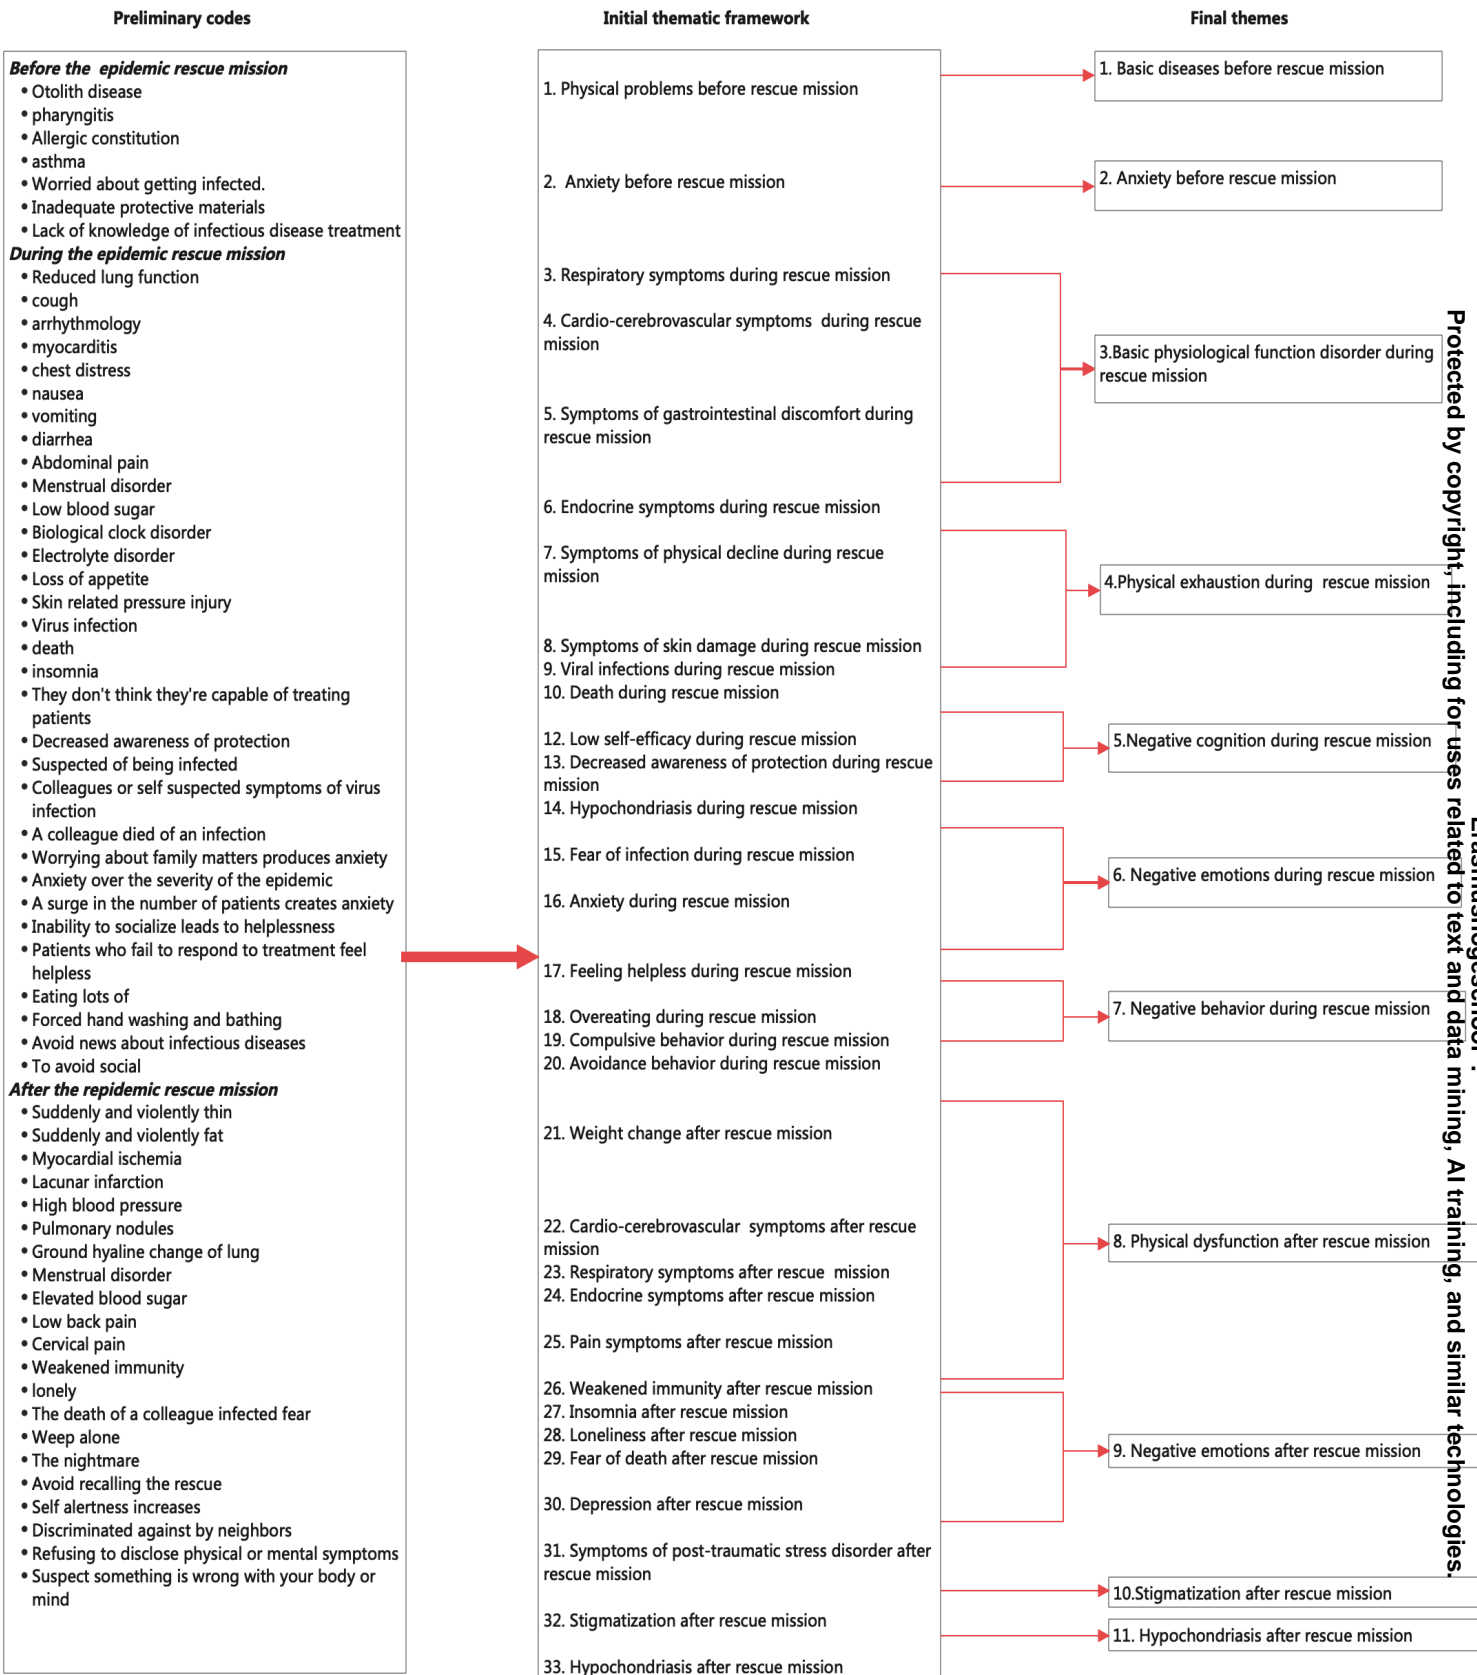 Preliminary codes
Before the epidemic rescue mission
• Otolith disease
• pharyngitis
• Allergic constitution
• asthma
• Worried about getting infected.
• Inadequate protective materials
• Lack of knowledge of infectious disease treatment
During the epidemic rescue mission
• Reduced lung function
• cough
• arrhythmology
• myocarditis
• chest distress
• nausea
• vomiting
• diarrhea
• Abdominal pain
• Menstrual disorder
• Low blood sugar
• Biological clock disorder
• Electrolyte disorder
• Loss of appetite
• Skin related pressure injury
• Virus infection
• death
• insomnia
• They don't think they're capable of treating
patients
• Decreased awareness of protection
• Suspected of being infected
• Colleagues or self suspected symptoms of virus
infection
• A colleague died of an infection
• Worrying about family matters produces anxiety
• Anxiety over the severity of the epidemic
• A surge in the number of patients creates anxiety
• Inability to socialize leads to helplessness
• Patients who fail to respond to treatment feel
helpless
• Eating lots of
• Forced hand washing and bathing
• Avoid news about infectious diseases
• To avoid social
After the repidemic rescue mission
• Suddenly and violently thin
• Suddenly and violently fat
• Myocardial ischemia
• Lacunar infarction
• High blood pressure
• Pulmonary nodules
• Ground hyaline change of lung
• Menstrual disorder
• Elevated blood sugar
• Low back pain
• Cervical pain
• Weakened immunity
• lonely
• The death of a colleague infected fear
• Weep alone
• The nightmare
• Avoid recalling the rescue
• Self alertness increases
• Discriminated against by neighbors
• Refusing to disclose physical or mental symptoms
• Suspect something is wrong with your body or
mind
Initial thematic framework
1. Physical problems before rescue mission
2. Anxiety before rescue mission
3. Respiratory symptoms during rescue mission
4. Cardio-cerebrovascular symptoms during rescue
mission
5. Symptoms of gastrointestinal discomfort during
rescue mission
6. Endocrine symptoms during rescue mission
7. Symptoms of physical decline during rescue
mission
8. Symptoms of skin damage during rescue mission
9. Viral infections during rescue mission
10. Death during rescue mission
12. Low self-efficacy during rescue mission
13. Decreased awareness of protection during rescue
mission
14. Hypochondriasis during rescue mission
15. Fear of infection during rescue mission
16. Anxiety during rescue mission
17. Feeling helpless during rescue mission
18. Overeating during rescue mission
19. Compulsive behavior during rescue mission
20. Avoidance behavior during rescue mission
21. Weight change after rescue mission
22. Cardio-cerebrovascular symptoms after rescue
mission
23. Respiratory symptoms after rescue mission
24. Endocrine symptoms after rescue mission
25. Pain symptoms after rescue mission
26. Weakened immunity after rescue mission
27. Insomnia after rescue mission
28. Loneliness after rescue mission
29. Fear of death after rescue mission
30. Depression after rescue mission
31. Symptoms of post-traumatic stress disorder after
rescue mission
32. Stigmatization after rescue mission
33. Hypochondriasis after rescue mission
Final themes
1. Basic diseases before rescue mission
2. Anxiety before rescue mission
3.Basic physiological function disorder during
rescue mission
4.Physical exhaustion during rescue mission
5.Negative cognition during rescue mission
6. Negative emotions during rescue mission
7. Negative behavior during rescue mission
8. Physical dysfunction after rescue mission
9. Negative emotions after rescue mission
10.Stigmatization after rescue mission
11. Hypochondriasis after rescue mission
Protected by copyright, including for uses related to text and data mining, AI training, and similar technologies.